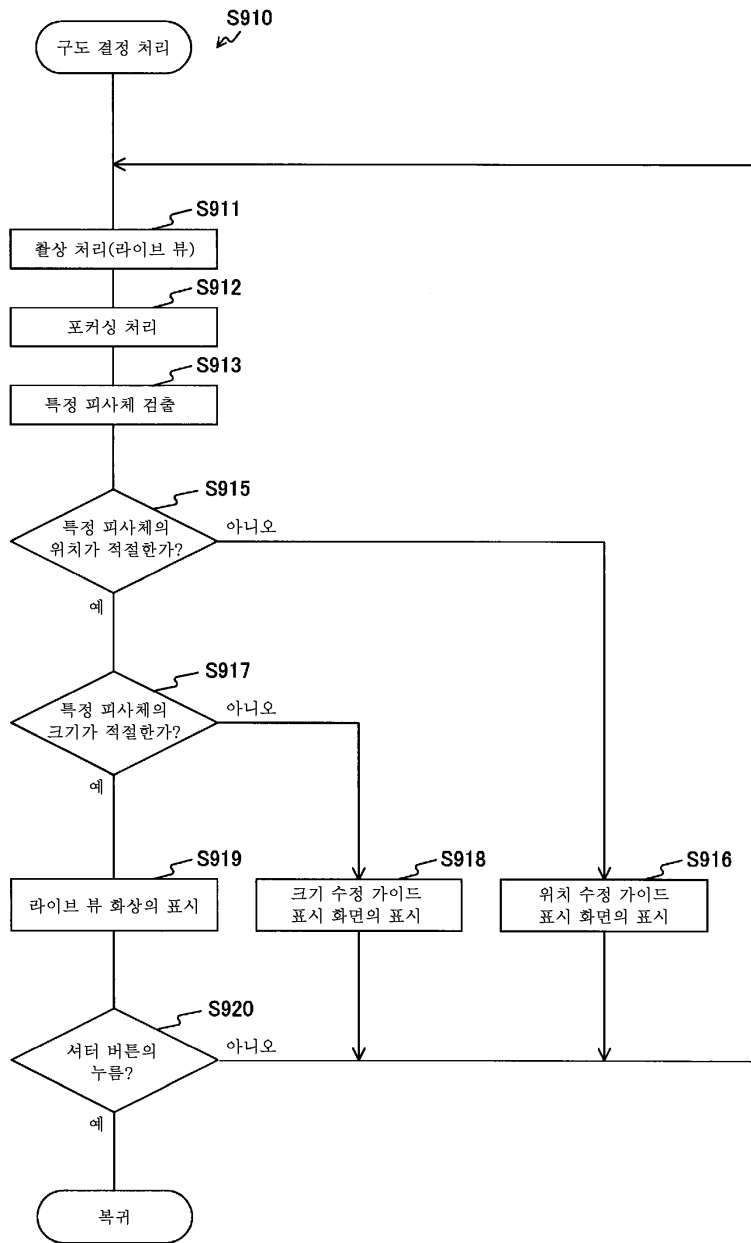 구도 결정 처리
S910
S911
촬상 처리(라이브 뷰)
S912
포커싱 처리
S913
특정 피사체 검출
S915
특정 피사체의
위치가 적절한가?
아니오
예
S917
특정 피사체의
크기가 적절한가?
아니오
예
S919
라이브 뷰 화상의 표시
S918
크기 수정 가이드
표시 화면의 표시
S916
위치 수정 가이드
표시 화면의 표시
S920
셔터 버튼의
누름?
아니오
예
복귀